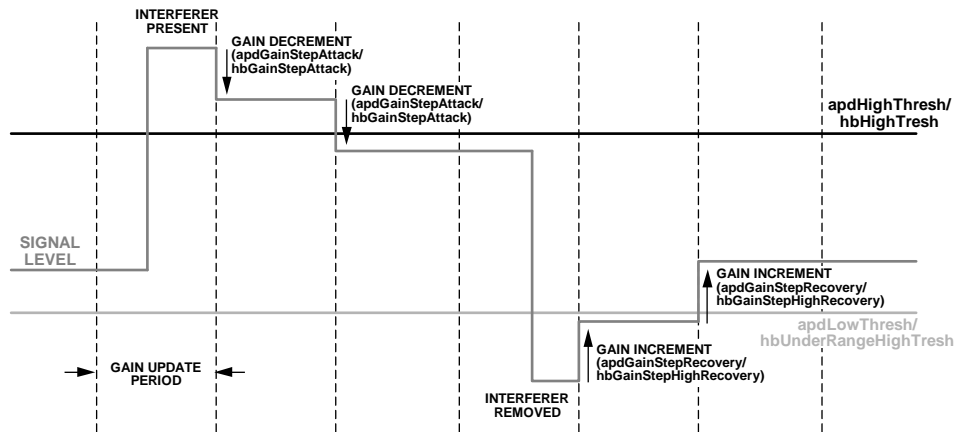 INTERFERER
PRESENT
GAIN DECREMENT
(apdGainStepAttack/
hbGainStepAttack)
GAIN DECREMENT
(apdGainStepAttack/
hbGainStepAttack)
apdHighThresh/
hbHighTresh
SIGNAL
LEVEL
GAIN INCREMENT
(apdGainStepRecovery/
hbGainStepHighRecovery)
apdLowThresh/
hbUnderRangeHighTresh
GAIN UPDATE
PERIOD
GAIN INCREMENT
(apdGainStepRecovery/
hbGainStepHighRecovery)
INTERFERER
REMOVED